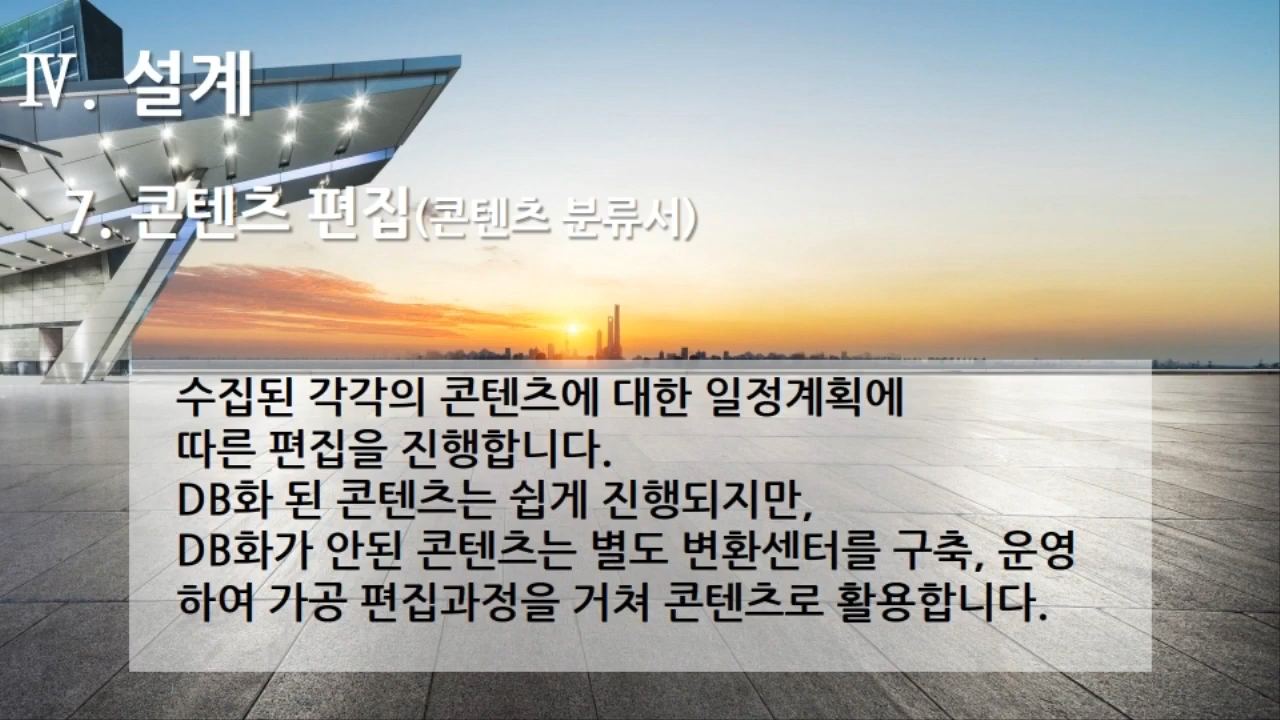 Ⅳ. 설계
7. 콘텐츠 편집(콘텐츠 분류서)
수집된 각각의 콘텐츠에 대한 일정계획에
따른 편집을 진행합니다.
DB화 된 콘텐츠는 쉽게 진행되지만,
DB화가 안된 콘텐츠는 별도 변환센터를 구축, 운영
하여 가공 편집과정을 거쳐 콘텐츠로 활용합니다.